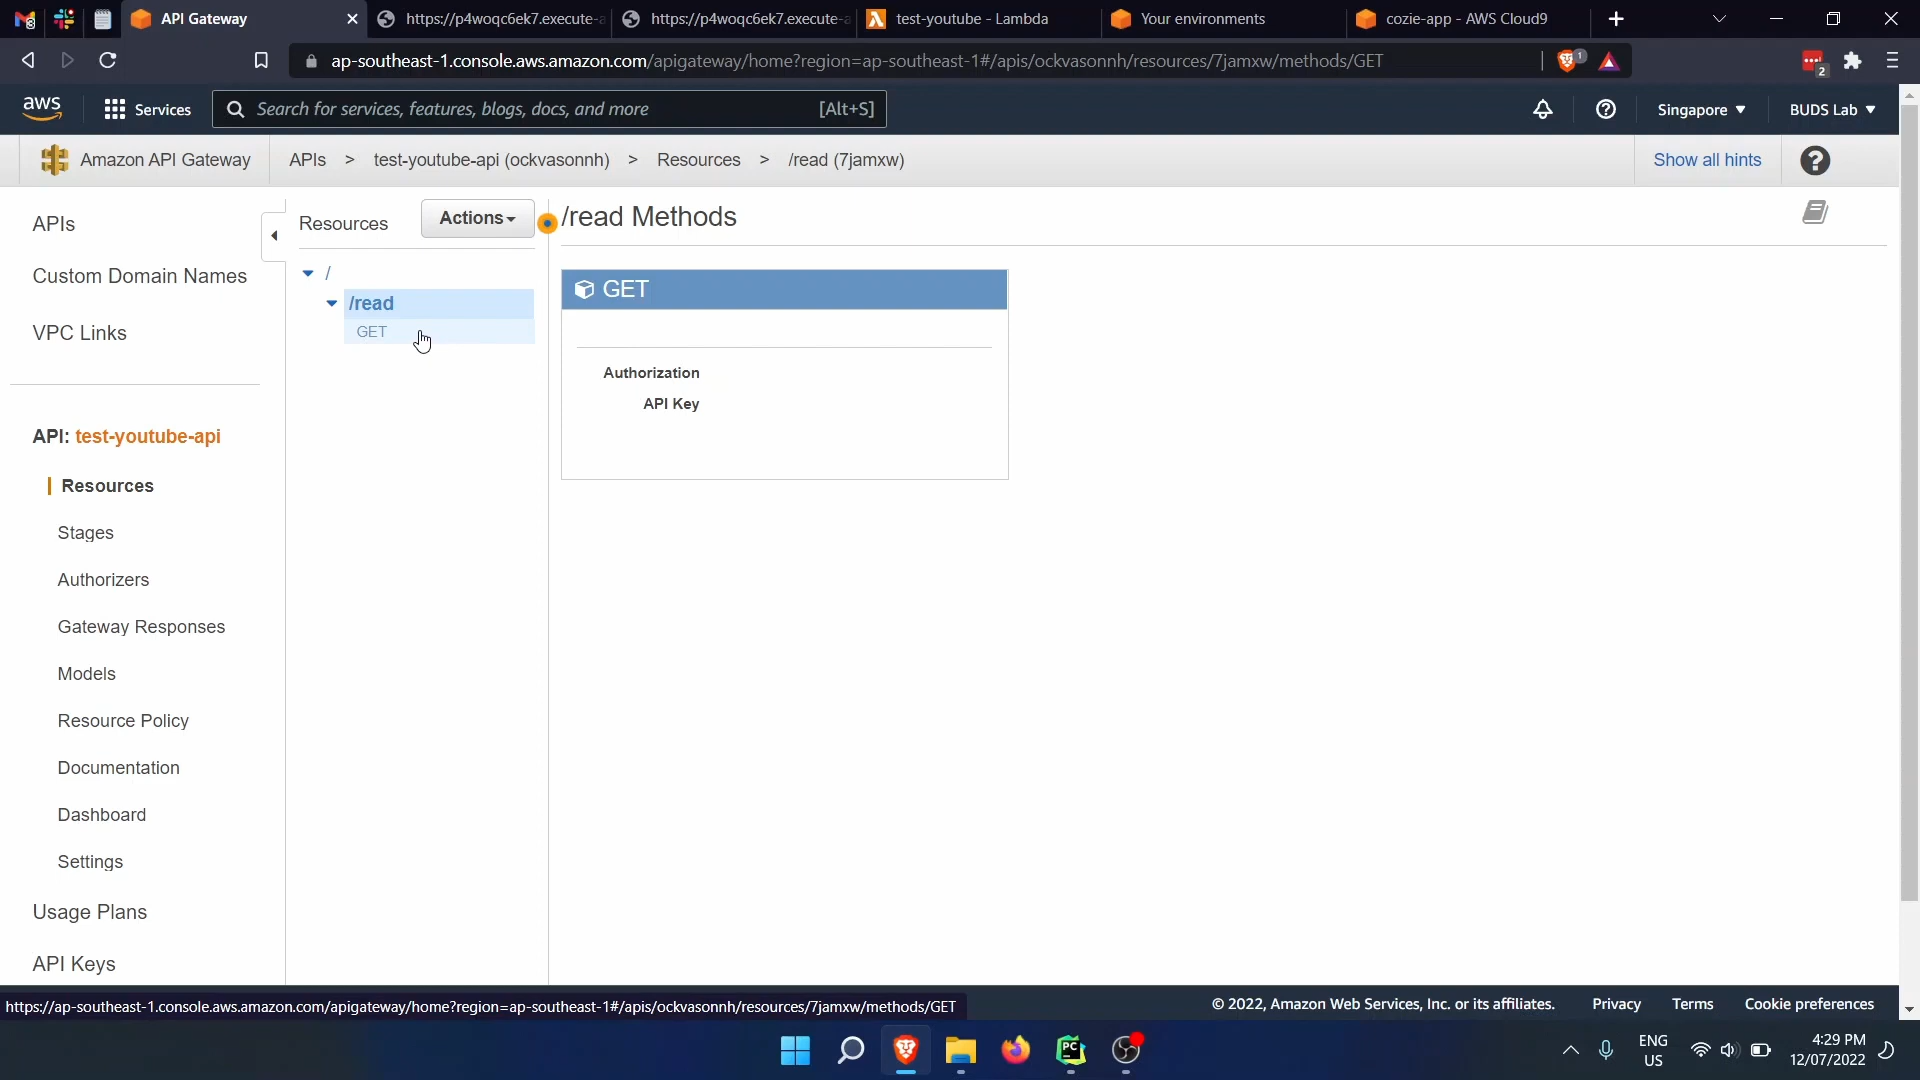 API Gateway
https://p4woqc6ek7.execute-a
https://p4woqc6ek7.execute-a
test-youtube - Lambda
Your environments
cozie-app - AWS Cloud9
ap-southeast-1.console.aws.amazon.com/apigateway/home?region=ap-southeast-1#/apis/ockvasonnh/resources/7jamxw/methods/GET
1
2
aws
Services
Search for services, features, blogs, docs, and more
[Alt+S]
Singapore
BUDS Lab
Amazon API Gateway
APIs > test-youtube-api (ockvasonnh) > Resources > /read (7jamxw)
Show all hints
APIs
Custom Domain Names
VPC Links
API: test-youtube-api
Resources
Stages
Authorizers
Gateway Responses
Models
Resource Policy
Documentation
Dashboard
Settings
Usage Plans
API Keys
Resources
Actions
/
/read
GET
/read Methods
GET
Authorization
API Key
https://ap-southeast-1.console.aws.amazon.com/apigateway/home?region=ap-southeast-1#/apis/ockvasonnh/resources/7jamxw/methods/GET
© 2022, Amazon Web Services, Inc. or its affiliates.
Privacy
Terms
Cookie preferences
PC
ENG
US
4:29 PM
12/07/2022